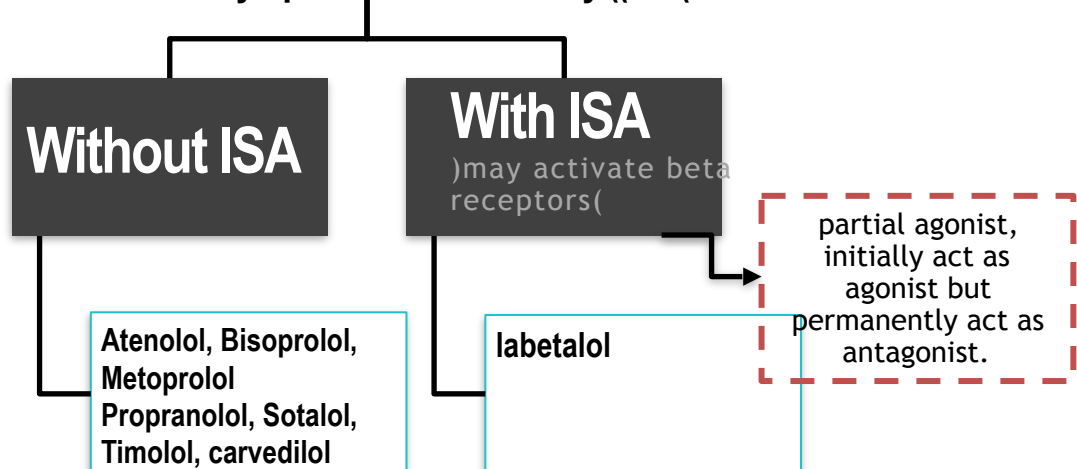 Without ISA
With ISA
)may activate beta
receptors(
partial agonist,
initially act as
agonist but
permanently act as
antagonist.
Atenolol, Bisoprolol,
Metoprolol
Propranolol, Sotalol,
Timolol, carvedilol
labetalol